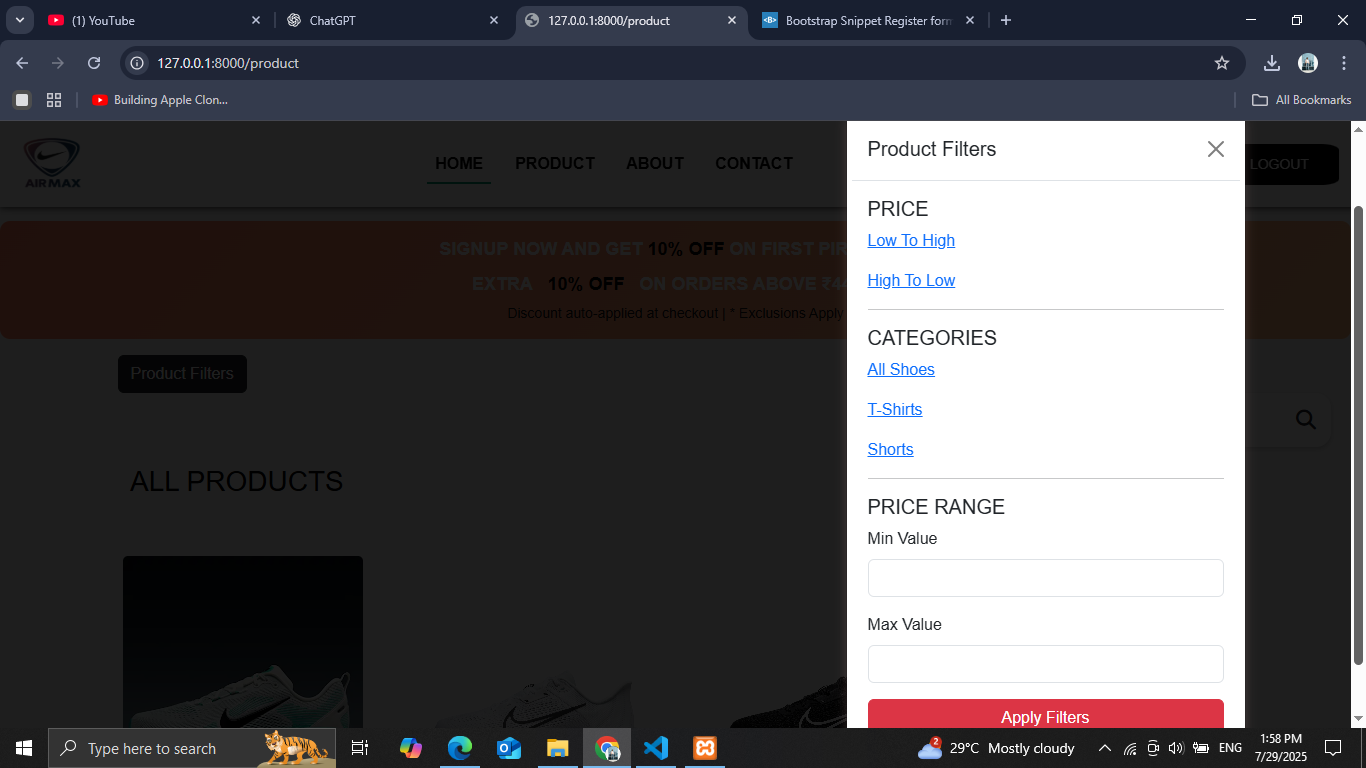 (1) YouTube
ChatGPT
127.0.0.1:8000/product
Bootstrap Snippet Register form
127.0.0.1:8000/product
Building Apple Clon...
All Bookmarks
AIRMAX
HOME
PRODUCT
ABOUT
CONTACT
LOGOUT
SIGNUP NOW AND GET 10% OFF ON FIRST PIR
EXTRA 10% OFF ON ORDERS ABOVE ₹44
Discount auto-applied at checkout | * Exclusions Apply
Product Filters
ALL PRODUCTS
Product Filters
PRICE
Low To High
High To Low
CATEGORIES
All Shoes
T-Shirts
Shorts
PRICE RANGE
Min Value
Max Value
Apply Filters
Type here to search
2
29°C Mostly cloudy
ENG
1:58 PM
7/29/2025